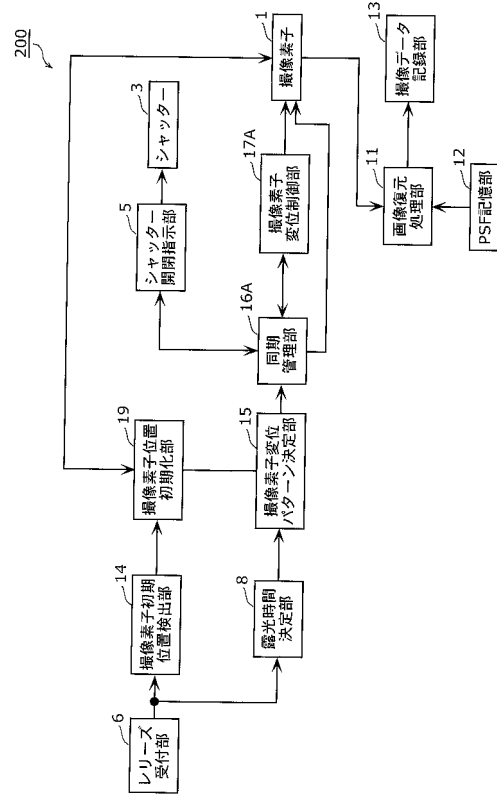 200
6
レリーズ
受付部
14
撮像素子初期
位置検出部
19
撮像素子位置
初期化部
8
露光時間
決定部
15
撮像素子変位
パターン決定部
5
シャッター
開閉指示部
3
シャッター
16A
同期
管理部
17A
撮像素子
変位制御部
1
撮像素子
11
画像復元
処理部
12
PSF記憶部
13
撮像データ
記録部